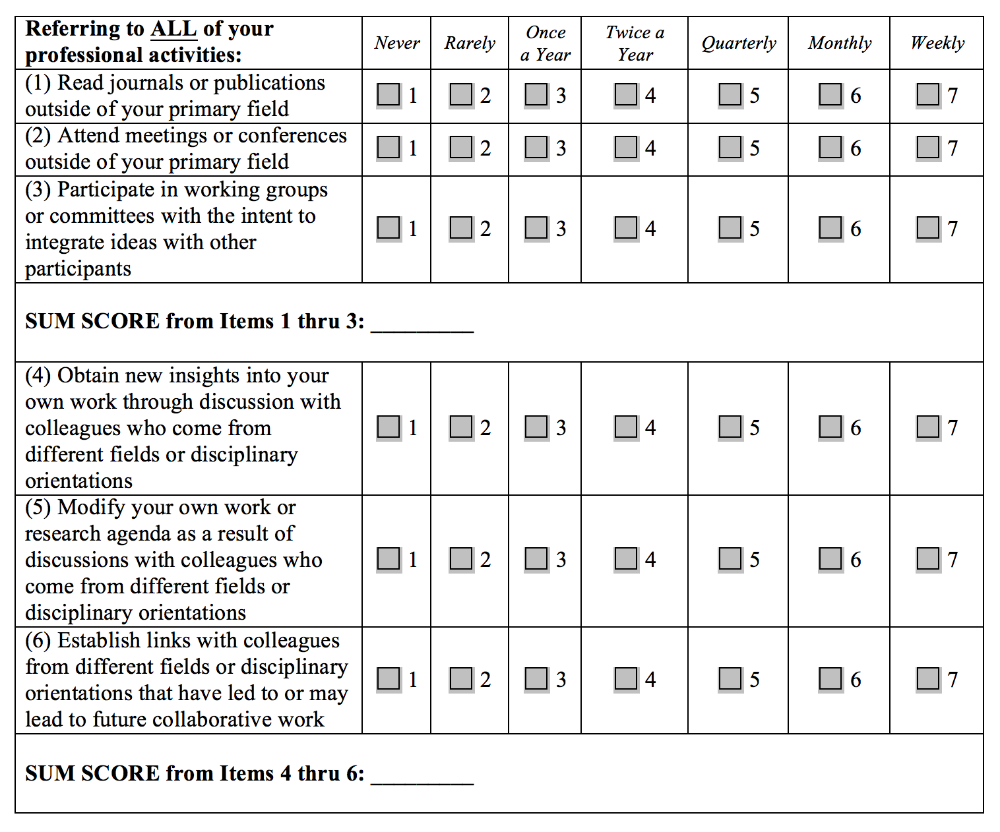 Referring to ALL of your
professional activities:
Never
Rarely
Once
a Year
Twice a
Year
Quarterly
Monthly
Weekly
(1) Read journals or publications
outside of your primary field
1 2 3 4 5 6 7
(2) Attend meetings or conferences
outside of your primary field
1 2 3 4 5 6 7
(3) Participate in working groups
or committees with the intent to
integrate ideas with other
participants
1 2 3 4 5 6 7
SUM SCORE from Items 1 thru 3: _________
(4) Obtain new insights into your
own work through discussion with
colleagues who come from
different fields or disciplinary
orientations
1 2 3 4 5 6 7
(5) Modify your own work or
research agenda as a result of
discussions with colleagues who
come from different fields or
disciplinary orientations
1 2 3 4 5 6 7
(6) Establish links with colleagues
from different fields or disciplinary
orientations that have led to or may
lead to future collaborative work
1 2 3 4 5 6 7
SUM SCORE from Items 4 thru 6: _________